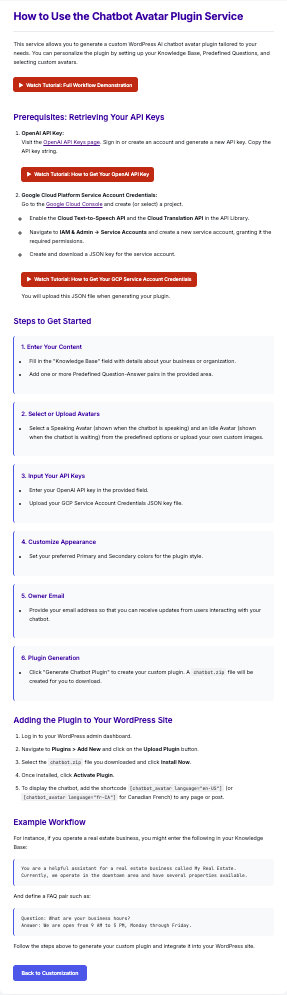 How to Use the Chatbot Avatar Plugin Service
This service allows you to generate a custom WordPress AI chatbot avatar plugin tailored to your
needs. You can personalize the plugin by setting up your Knowledge Base, Predefined Questions, and
selecting custom avatars.
▶ Watch Tutorial: Full Workflow Demonstration
Prerequisites: Retrieving Your API Keys
1. OpenAI API Key:
Visit the OpenAI API Keys page. Sign in or create an account and generate a new API key. Copy the
API key string.
▶ Watch Tutorial: How to Get Your OpenAI API Key
2. Google Cloud Platform Service Account Credentials:
Go to the Google Cloud Console and create (or select) a project.
◆ Enable the Cloud Text-to-Speech API and the Cloud Translation API in the API Library.
◆ Navigate to IAM & Admin → Service Accounts and create a new service account, granting it the
required permissions.
◆ Create and download a JSON key for the service account.
▶ Watch Tutorial: How to Get Your GCP Service Account Credentials
You will upload this JSON file when generating your plugin.
Steps to Get Started
1. Enter Your Content
• Fill in the "Knowledge Base" field with details about your business or organization.
• Add one or more Predefined Question-Answer pairs in the provided area.
2. Select or Upload Avatars
• Select a Speaking Avatar (shown when the chatbot is speaking) and an Idle Avatar (shown
when the chatbot is waiting) from the predefined options or upload your own custom images.
3. Input Your API Keys
• Enter your OpenAI API key in the provided field.
• Upload your GCP Service Account Credentials JSON key file.
4. Customize Appearance
• Set your preferred Primary and Secondary colors for the plugin style.
5. Owner Email
• Provide your email address so that you can receive updates from users interacting with your
chatbot.
6. Plugin Generation
• Click "Generate Chatbot Plugin" to create your custom plugin. A chatbot.zip file will be
created for you to download.
Adding the Plugin to Your WordPress Site
1. Log in to your WordPress admin dashboard.
2. Navigate to Plugins > Add New and click on the Upload Plugin button.
3. Select the chatbot.zip file you downloaded and click Install Now.
4. Once installed, click Activate Plugin.
5. To display the chatbot, add the shortcode [chatbot_avatar language="en-US"] (or
[chatbot_avatar language="fr-CA"] for Canadian French) to any page or post.
Example Workflow
For instance, if you operate a real estate business, you might enter the following in your Knowledge
Base:
You are a helpful assistant for a real estate business called My Real Estate.
Currently, we operate in the downtown area and have several properties available.
And define a FAQ pair such as:
Question: What are your business hours?
Answer: We are open from 9 AM to 5 PM, Monday through Friday.
Follow the steps above to generate your custom plugin and integrate it into your WordPress site.
Back to Customization